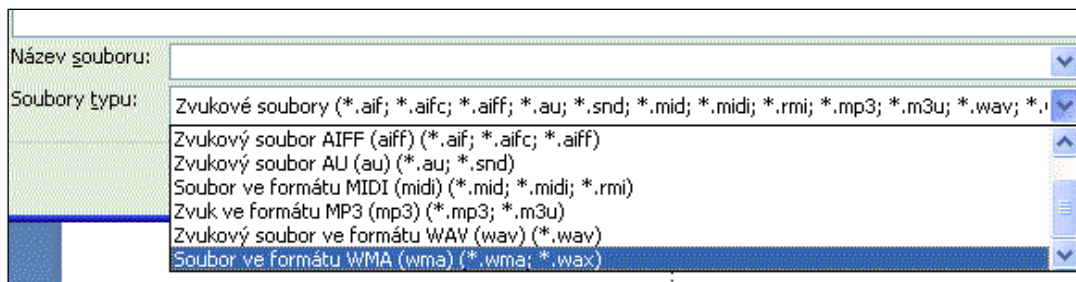 Název souboru:
Soubory typu:
Zvukové soubory (*.aif; *.aifc; *.aiff; *.au; *.snd; *.mid; *.midi; *.rmi; *.mp3; *.m3u; *.wav;
Zvukový soubor AIFF (aiff) (*.aif; *.aifc; *.aiff)
Zvukový soubor AU (au) (*.au; *.snd)
Soubor ve formátu MIDI (midi) (*.mid; *.midi; *.rmi)
Zvuk ve formátu MP3 (mp3) (*.mp3; *.m3u)
Zvukový soubor ve formátu WAV (wav) (*.wav)
Soubor ve formátu WMA (wma) (*.wma; *.wax)